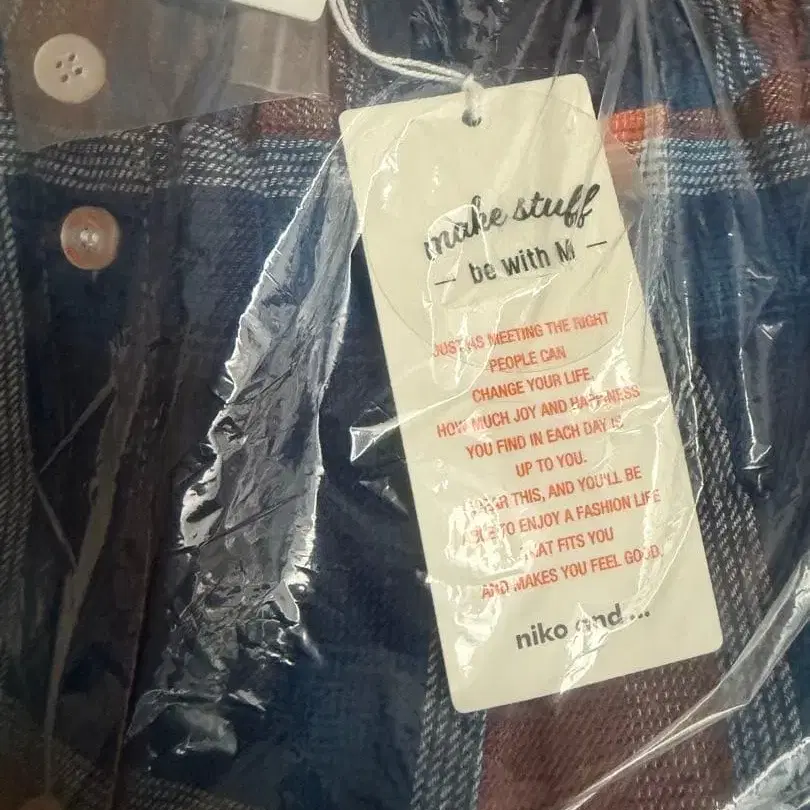 make stuff
— be with M —
JUST AS MEETING THE RIGHT
PEOPLE CAN
CHANGE YOUR LIFE,
HOW MUCH JOY AND HAPPINESS
YOU FIND IN EACH DAY IS
UP TO YOU.
WEAR THIS, AND YOU'LL BE
ABLE TO ENJOY A FASHION LIFE
THAT FITS YOU
AND MAKES YOU FEEL GOOD.
niko and ...